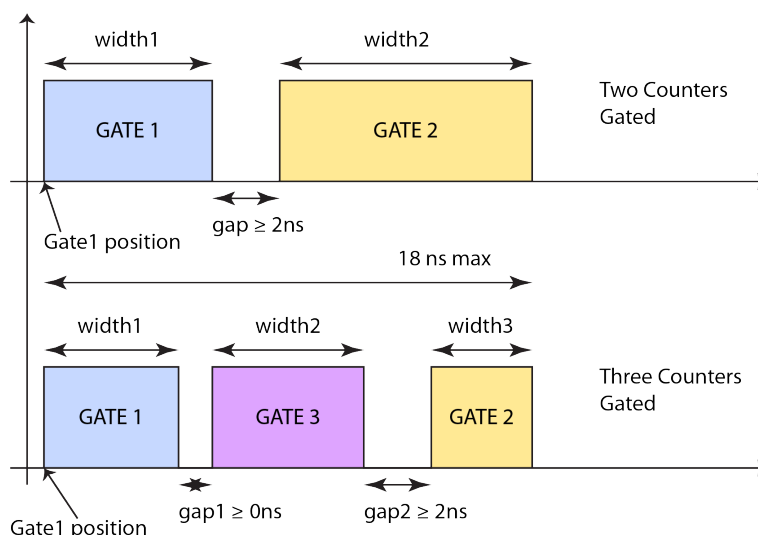 width1
width2
GATE 1
GATE 2
Two Counters
Gated
gap ≥ 2ns
Gate1 position
18 ns max
width1
width2
width3
GATE 1
GATE 3
GATE 2
Three Counters
Gated
gap1 ≥ 0ns
gap2 ≥ 2ns
Gate1 position